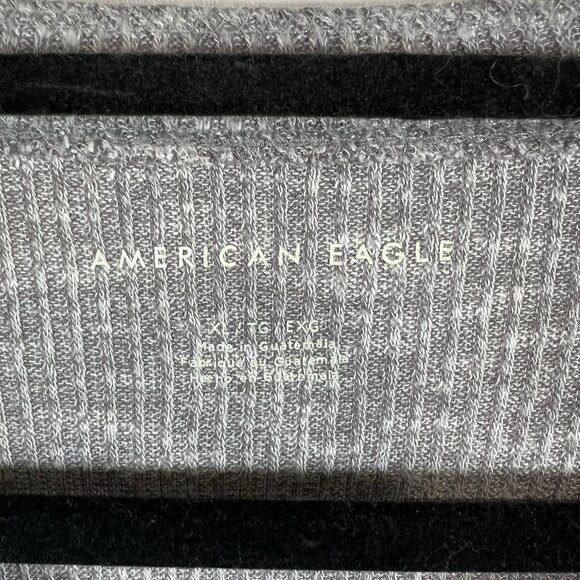 AMERICAN EAGLE
XL / TG / EXG
Made in Guatemala
Fabriqué au Guatemala
Hecho en Guatemala